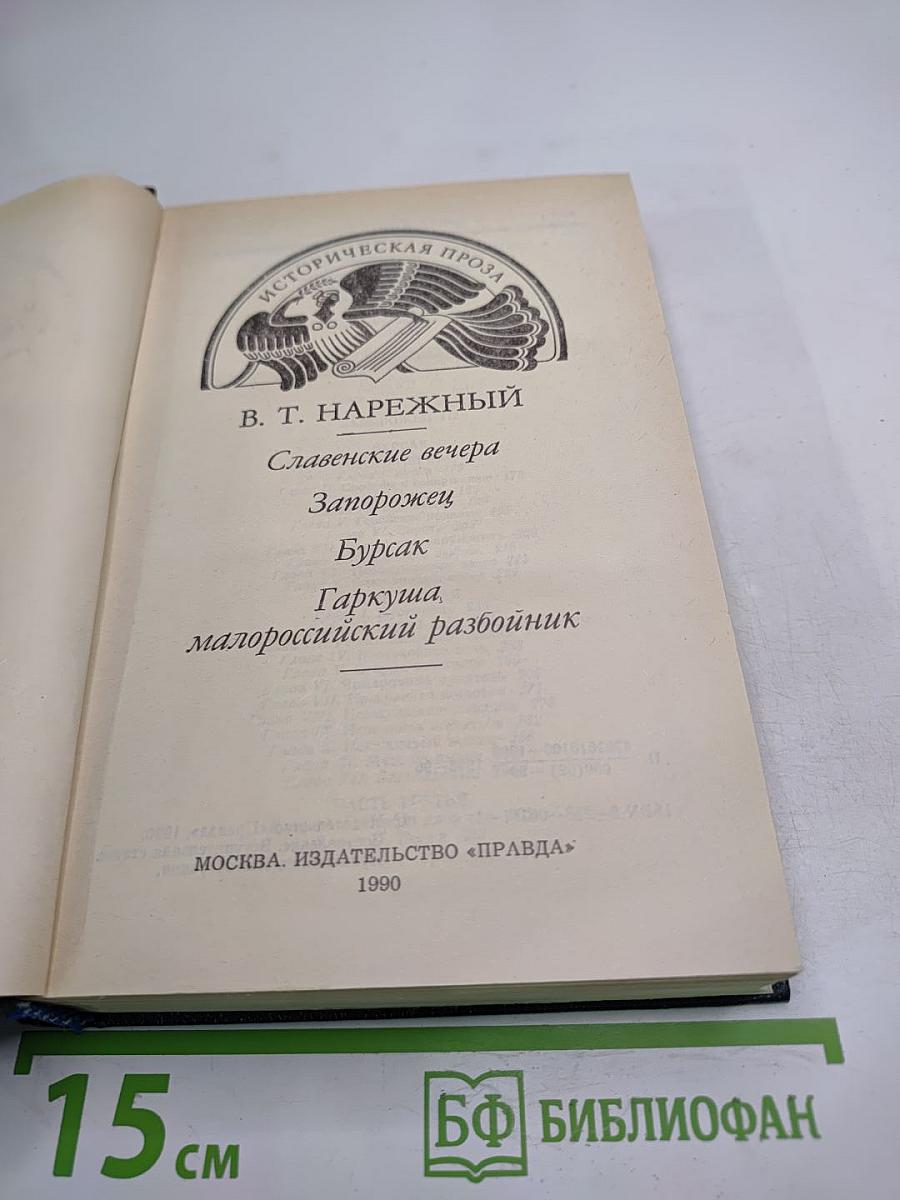 ИСТОРИЧЕСКАЯ ПРОЗА
В. Т. НАРЕЖНЫЙ
Славенские вечера
Запорожец
Бурсак
Гаркуша,
малороссийский разбойник
МОСКВА. ИЗДАТЕЛЬСТВО «ПРАВДА»
1990
15 см
БФ БИБЛИОФАН